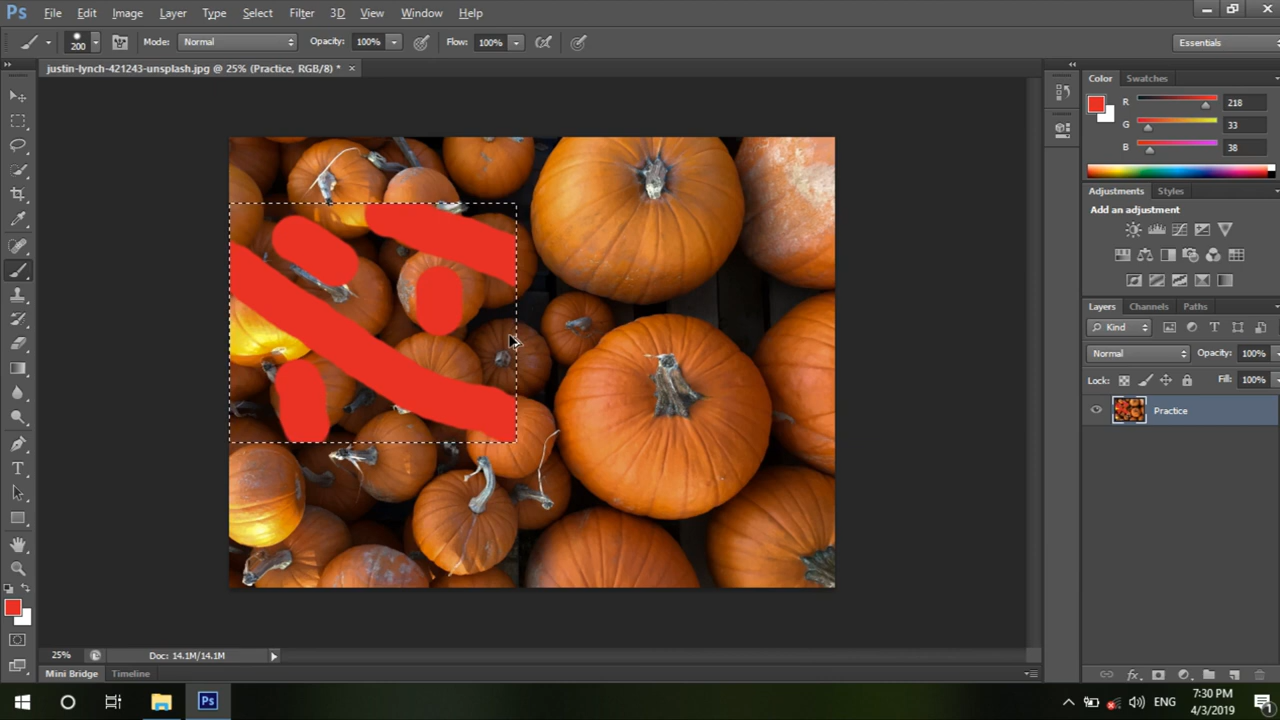 Ps File Edit Image Layer Type Select Filter 3D View Window Help
200 Mode: Normal Opacity: 100% Flow: 100% Essentials
justin-lynch-421243-unsplash.jpg @ 25% (Practice, RGB/8) * ×
Color Swatches
R 218
G 33
B 38
Adjustments Styles
Add an adjustment
Layers Channels Paths
Kind
Normal Opacity: 100%
Lock: Fill: 100%
Practice
25% Doc: 14.1M/14.1M
Mini Bridge Timeline
Ps ENG 7:30 PM
4/3/2019 1